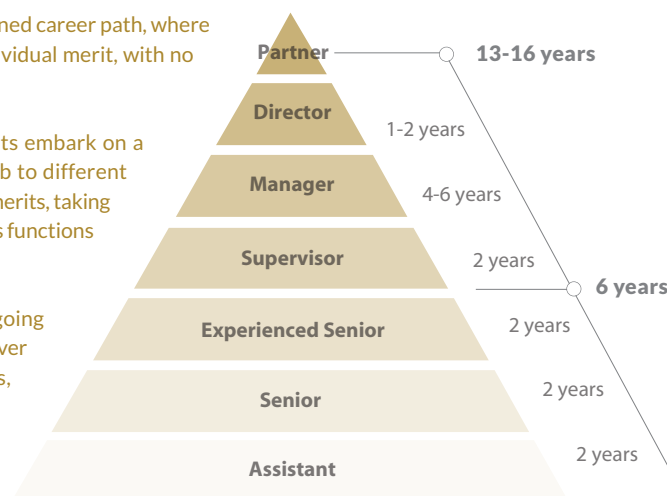 ned career path, where
vidual merit, with no
ts embark on a
b to different
nerits, taking
s functions
going
ver
s,
Partner
13-16 years
Director
1-2 years
Manager
4-6 years
Supervisor
2 years
6 years
Experienced Senior
2 years
Senior
2 years
Assistant
2 years